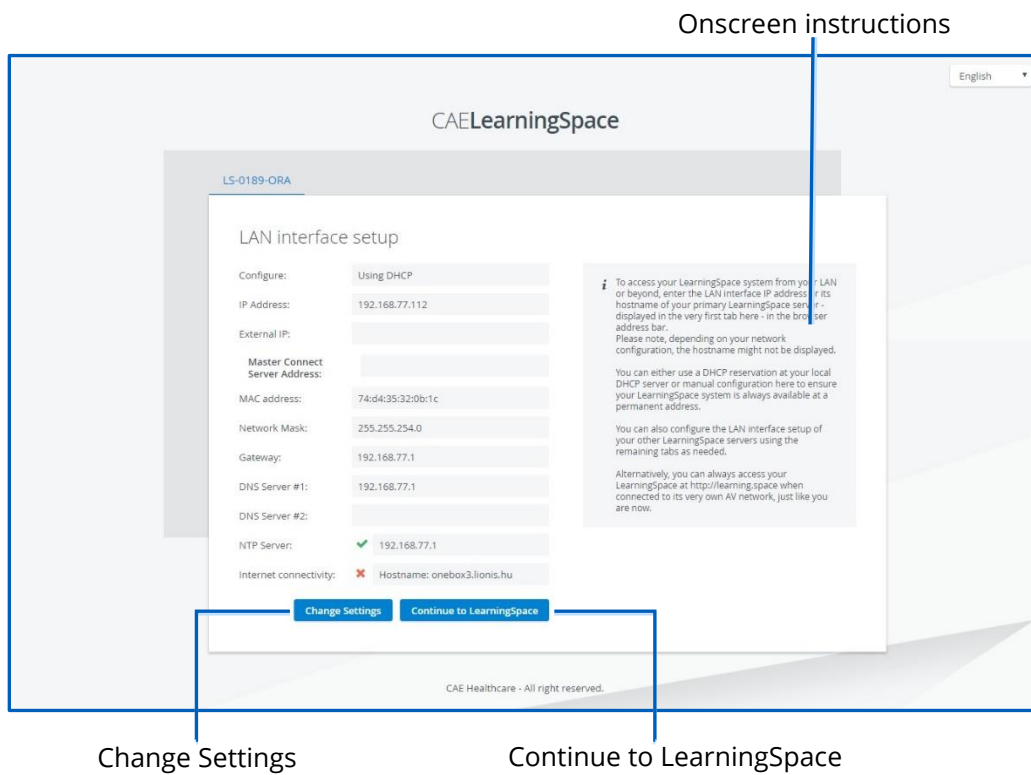 Onscreen instructions
English
CAELearningSpace
LS-0189-ORA
LAN interface setup
Configure: Using DHCP
IP Address: 192.168.77.112
External IP:
Master Connect
Server Address:
MAC address: 74:d4:35:32:0b:1c
Network Mask: 255.255.254.0
Gateway: 192.168.77.1
DNS Server #1: 192.168.77.1
DNS Server #2:
NTP Server: 192.168.77.1
Internet connectivity: Hostname: onebox3.lionis.hu
Change Settings Continue to LearningSpace
i To access your LearningSpace system from your LAN
or beyond, enter the LAN interface IP address or its
hostname of your primary LearningSpace server -
displayed in the very first tab here - in the browser
address bar.
Please note, depending on your network
configuration, the hostname might not be displayed.
You can either use a DHCP reservation at your local
DHCP server or manual configuration here to ensure
your LearningSpace system is always available at a
permanent address.
You can also configure the LAN interface setup of
your other LearningSpace servers using the
remaining tabs as needed.
Alternatively, you can always access your
LearningSpace at http://learning.space when
connected to its very own AV network, just like you
are now.
CAE Healthcare - All right reserved.
Change Settings
Continue to LearningSpace